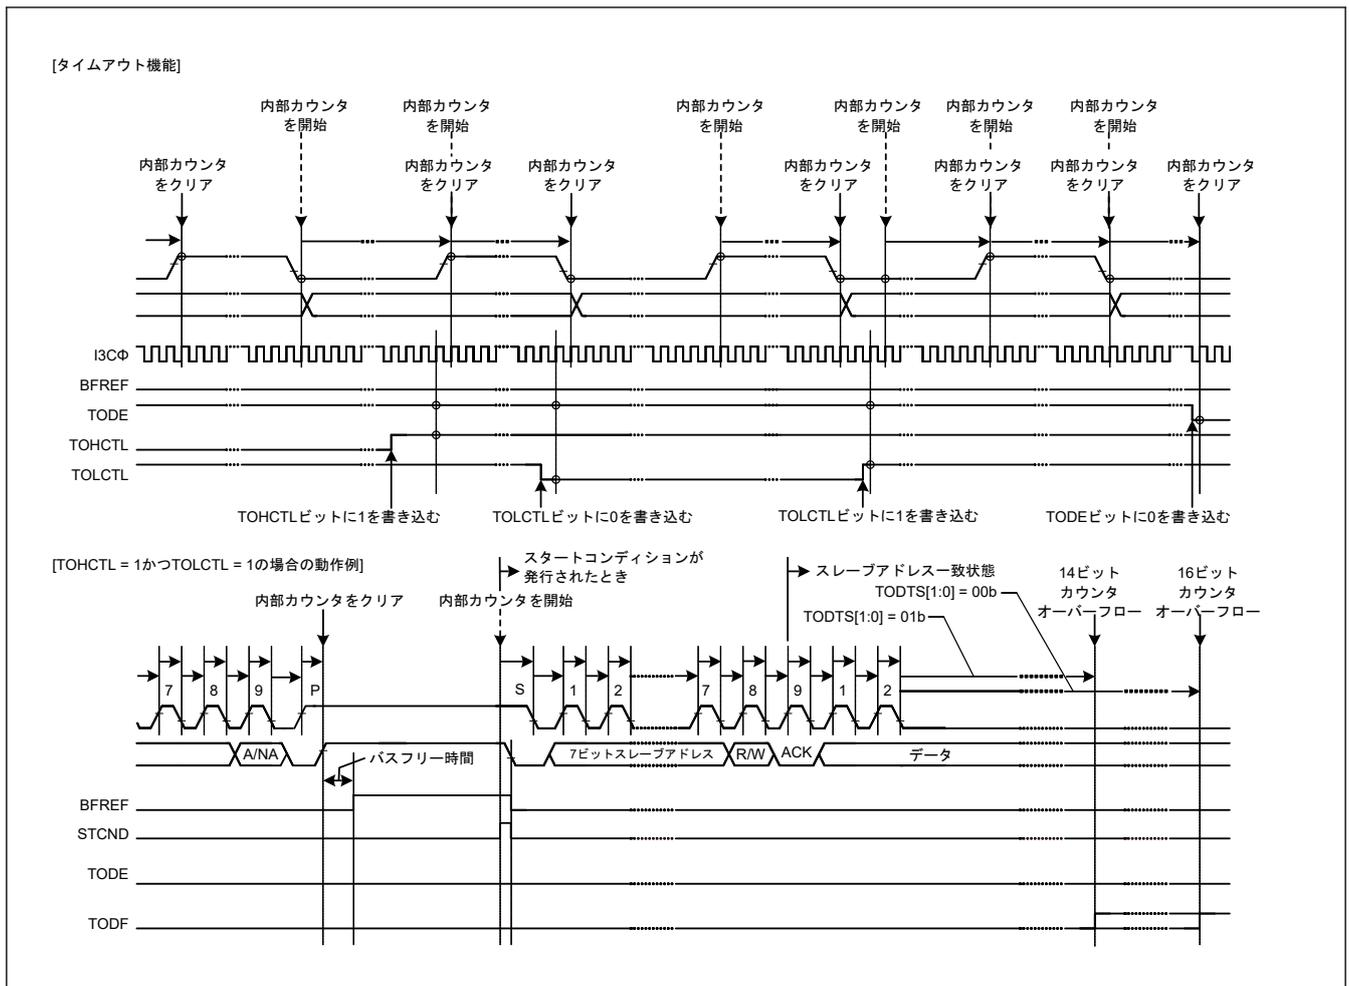 [タイムアウト機能]
内部カウンタ
を開始
内部カウンタ
を開始
内部カウンタ
を開始
内部カウンタ
を開始
内部カウンタ
を開始
内部カウンタ
を開始
内部カウンタ
をクリア
内部カウンタ
をクリア
内部カウンタ
をクリア
内部カウンタ
をクリア
内部カウンタ
をクリア
内部カウンタ
をクリア
内部カウンタ
をクリア
I3CΦ
BFREF
TODE
TOHCTL
TOLCTL
TOHCTLビットに1を書き込む
TOLCTLビットに0を書き込む
TOLCTLビットに1を書き込む
TODEビットに0を書き込む
[TOHCTL = 1かつTOLCTL = 1の場合の動作例]
スタートコンディションが
発行されたとき
スレーブアドレス一致状態
TODTS[1:0] = 00b
TODTS[1:0] = 01b
14ビット
カウンタ
オーバーフロー
16ビット
カウンタ
オーバーフロー
内部カウンタをクリア
内部カウンタを開始
7 8 9 P S 1 2 7 8 9 1 2
A/NA
バスフリー時間
7ビットスレーブアドレス
R/W
ACK
データ
BFREF
STCND
TODE
TODF